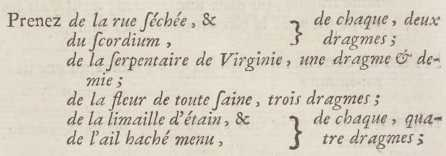 Prenez de la rue ſéchée, & } de chaque, deux
du ſcordium, dragmes;
de la ſerpentaire de Virginie, une dragme & de-
mie;
de la fleur de toute ſaine, trois dragmes;
de la limaille d'étain, & } de chaque, qua-
de l'ail haché menu, tre dragmes;